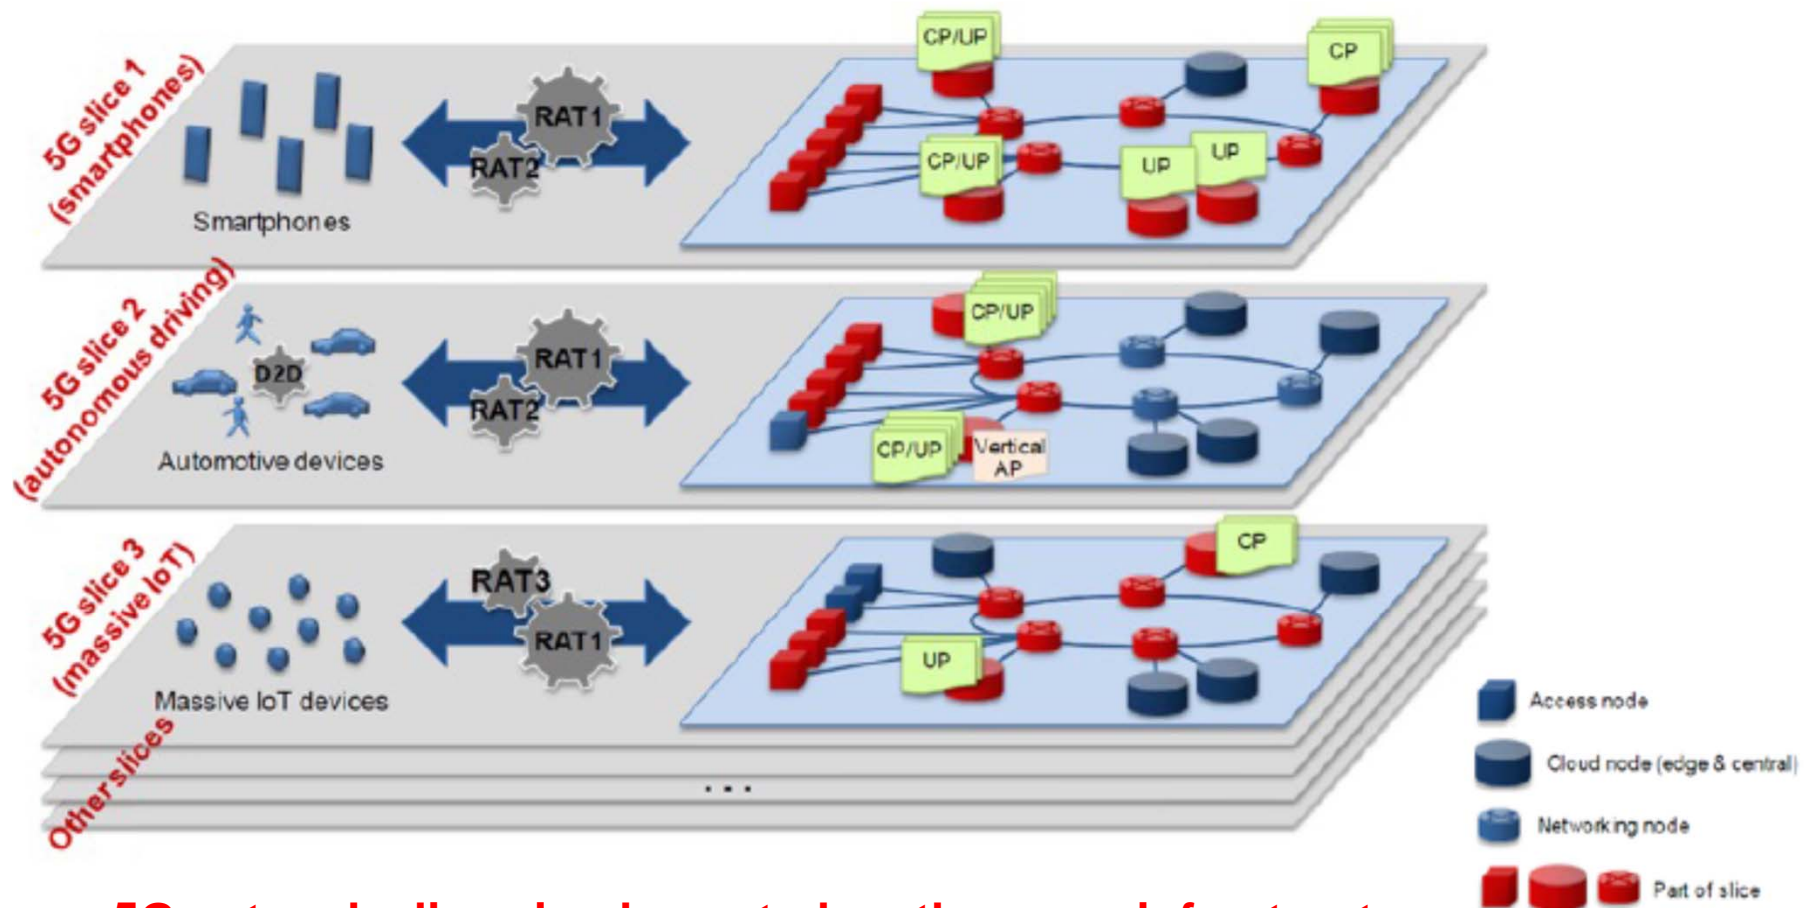 5G slice 1
(smartphones)
Smartphones
RAT1
RAT2
CP/UP
CP
CP/UP
UP
UP
5G slice 2
(autonomous driving)
D2D
Automotive devices
RAT1
RAT2
CP/UP
CP/UP
Vertical
AP
5G slice 3
(massive IoT)
Massive IoT devices
RAT3
RAT1
CP
UP
Other slices
...
Access node
Cloud node (edge & central)
Networking node
Part of slice